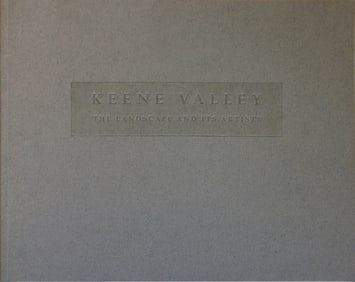 KEENE VALLEY
THE LANDSCAPE AND ITS ARTISTS